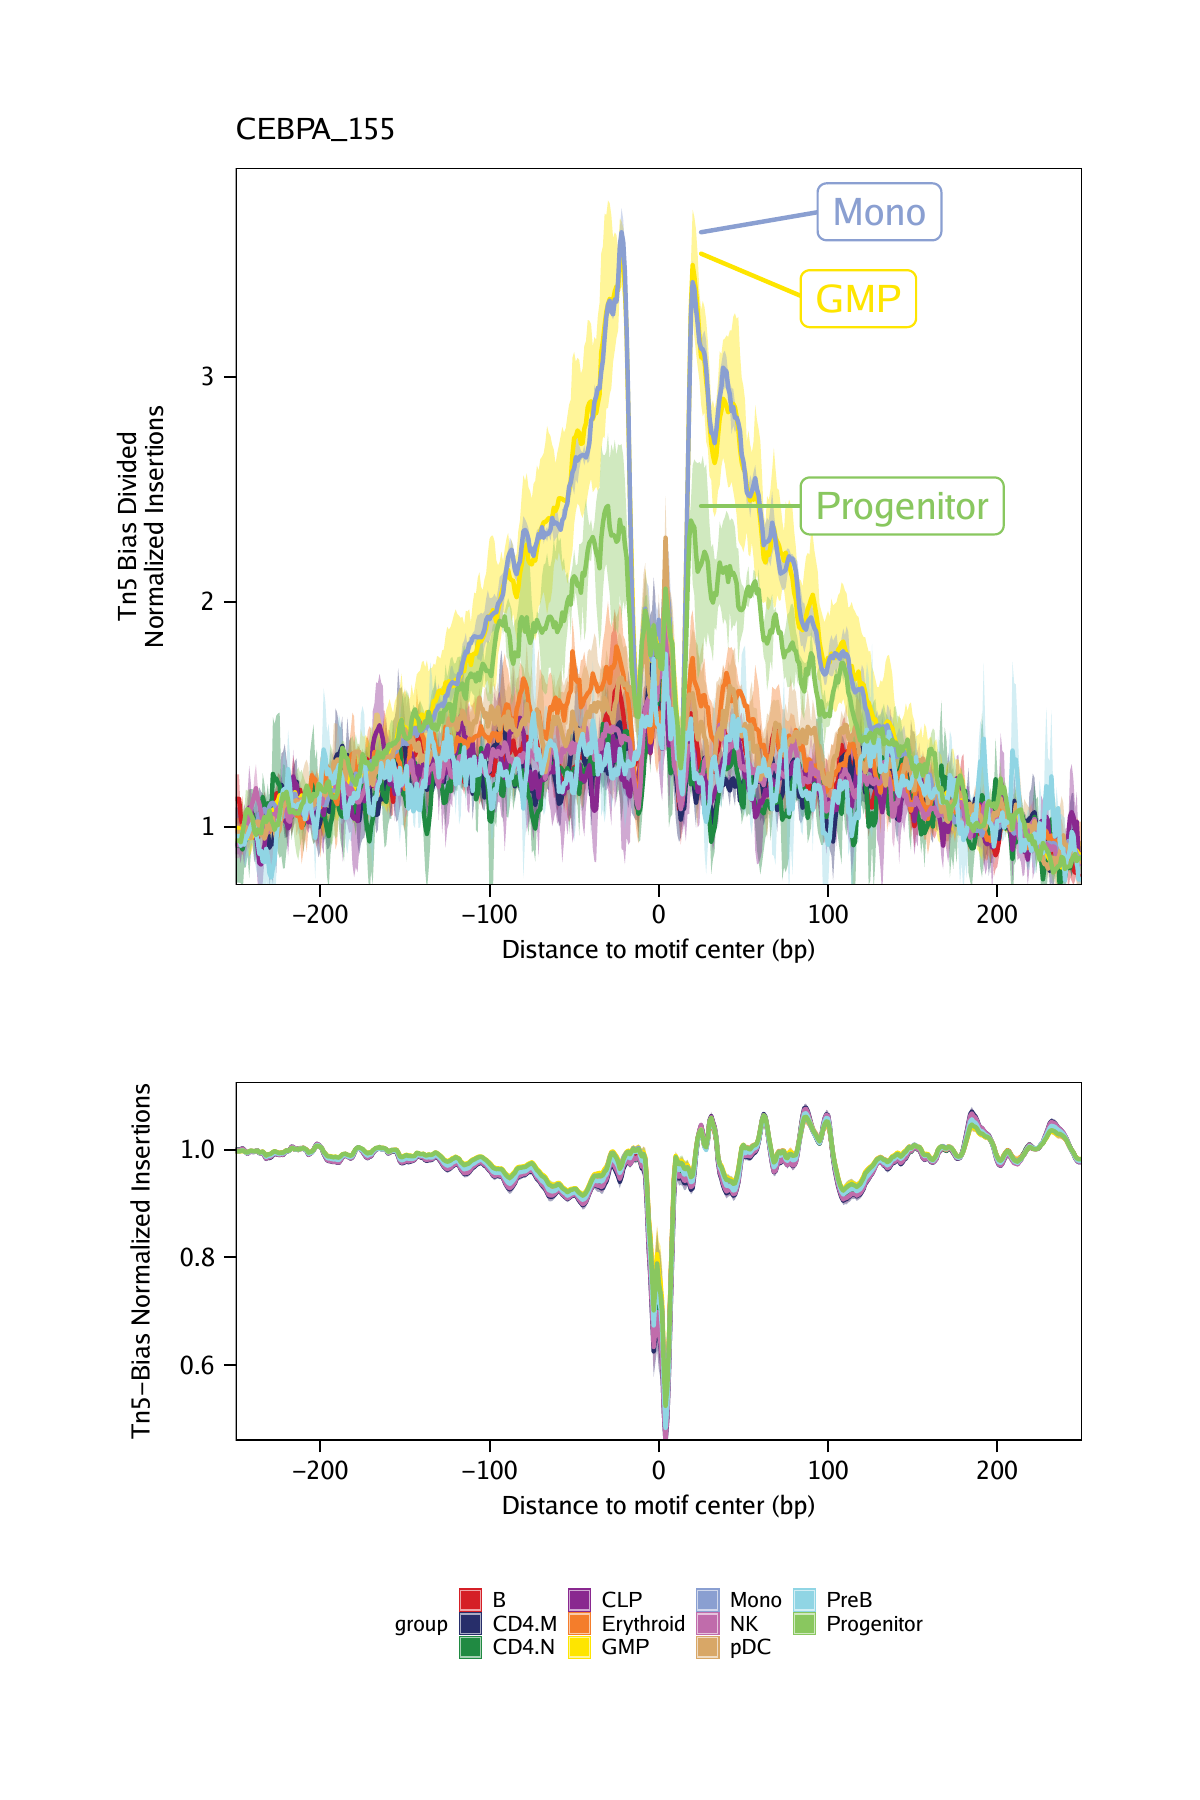 CEBPA_155
Mono
GMP
Progenitor
Tn5 Bias Divided
Normalized Insertions
3
2
1
−200 −100 0 100 200
Distance to motif center (bp)
Tn5−Bias Normalized Insertions
1.0
0.8
0.6
−200 −100 0 100 200
Distance to motif center (bp)
B CLP Mono PreB
group CD4.M Erythroid NK Progenitor
CD4.N GMP pDC